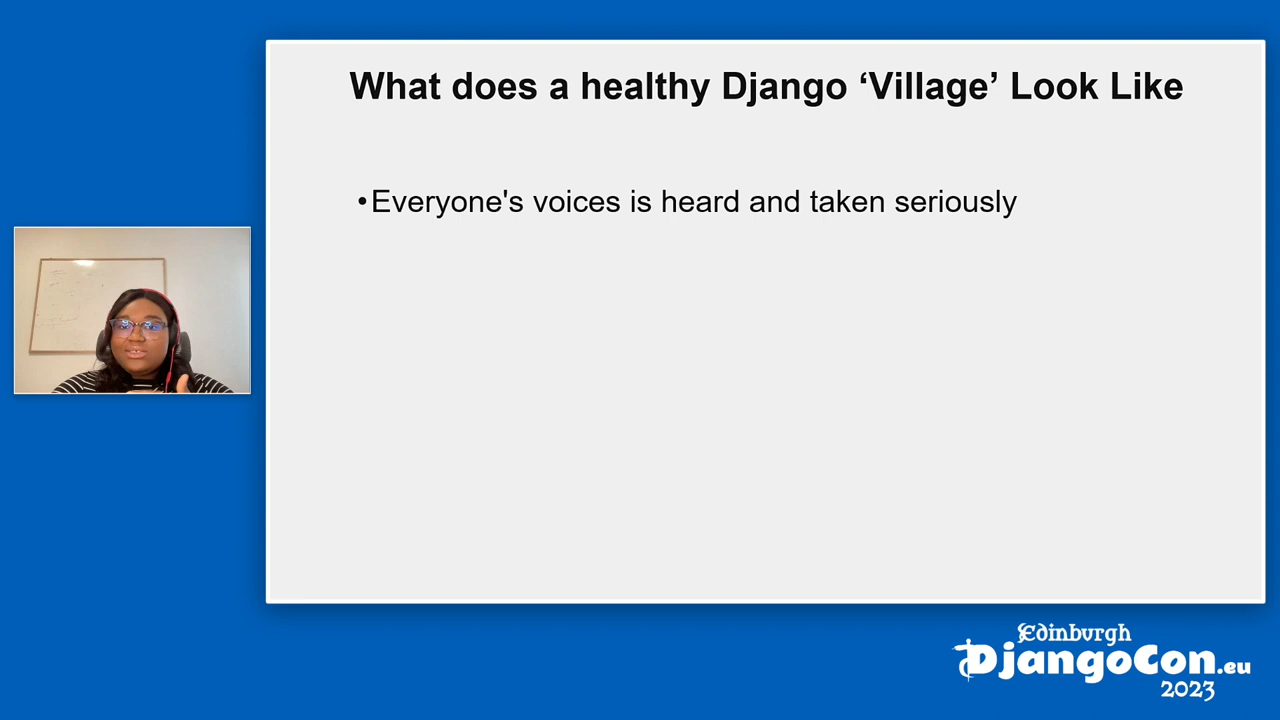 What does a healthy Django ‘Village’ Look Like
•Everyone's voices is heard and taken seriously
Edinburgh
DjangoCon.eu
2023